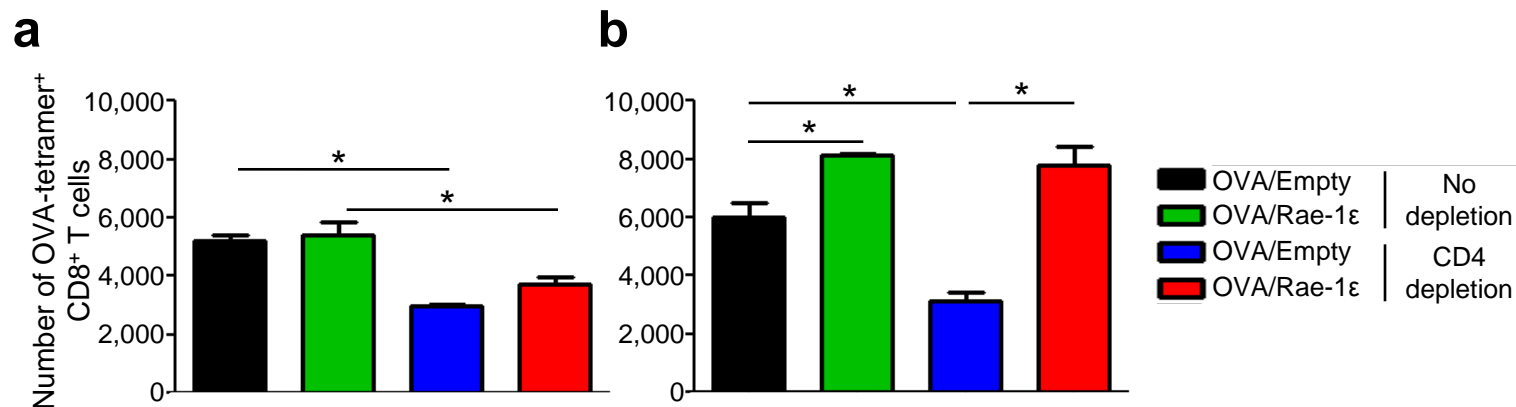 a
Number of OVA-tetramer⁺
CD8⁺ T cells
10,000
8,000
6,000
4,000
2,000
0
*
*
b
10,000
8,000
6,000
4,000
2,000
0
*
*
*
OVA/Empty
OVA/Rae-1ε
No
depletion
OVA/Empty
OVA/Rae-1ε
CD4
depletion